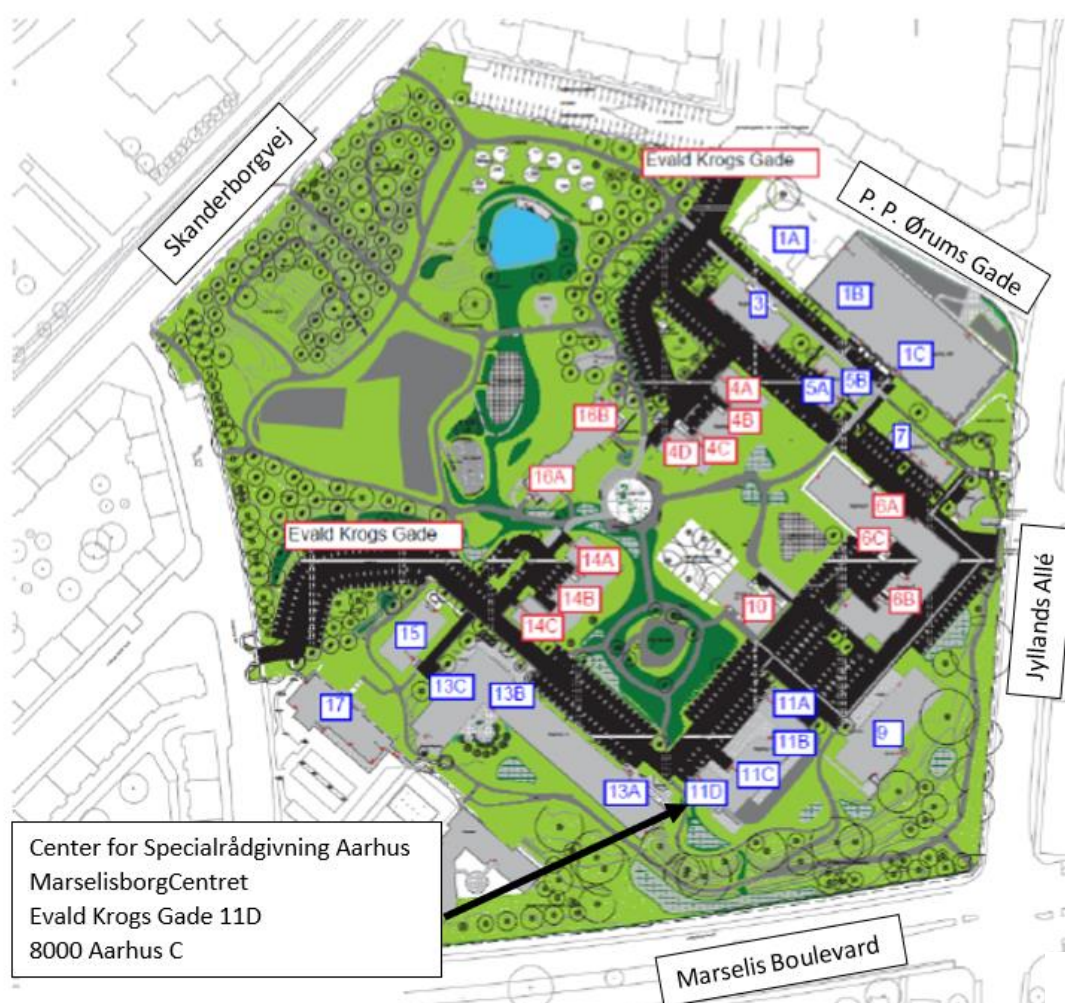 Evald Krogs Gade
Skanderborgvej
P. P. Ørums Gade
1A
1B
3
1C
5A
5B
4A
16B
4B
7
4D
4C
16A
6A
Evald Krogs Gade
6C
14A
14B
10
6B
Jyllands Allé
14C
15
13C
13B
11A
17
9
11B
11C
13A
11D
Center for Specialrådgivning Aarhus
MarselisborgCentret
Evald Krogs Gade 11D
8000 Aarhus C
Marselis Boulevard